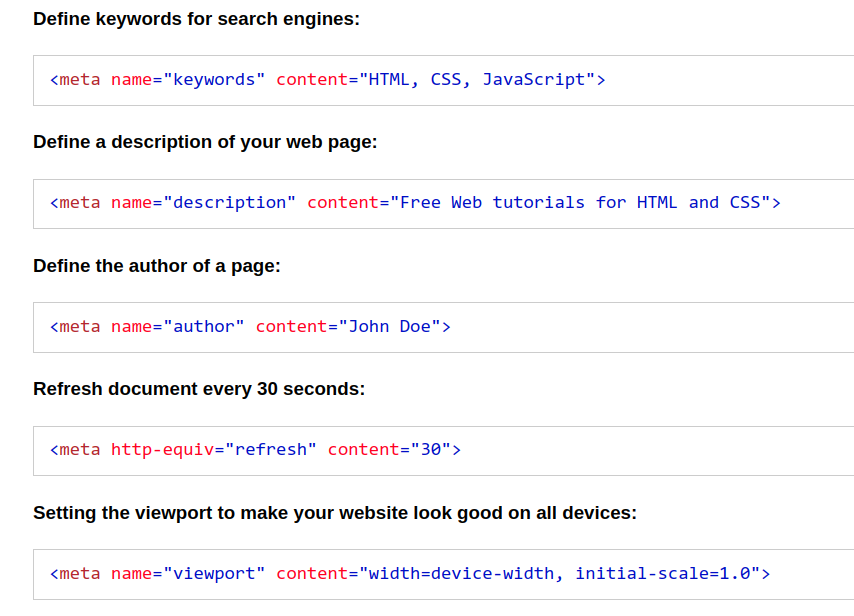 Define keywords for search engines:
<meta name="keywords" content="HTML, CSS, JavaScript">
Define a description of your web page:
<meta name="description" content="Free Web tutorials for HTML and CSS">
Define the author of a page:
<meta name="author" content="John Doe">
Refresh document every 30 seconds:
<meta http-equiv="refresh" content="30">
Setting the viewport to make your website look good on all devices:
<meta name="viewport" content="width=device-width, initial-scale=1.0">